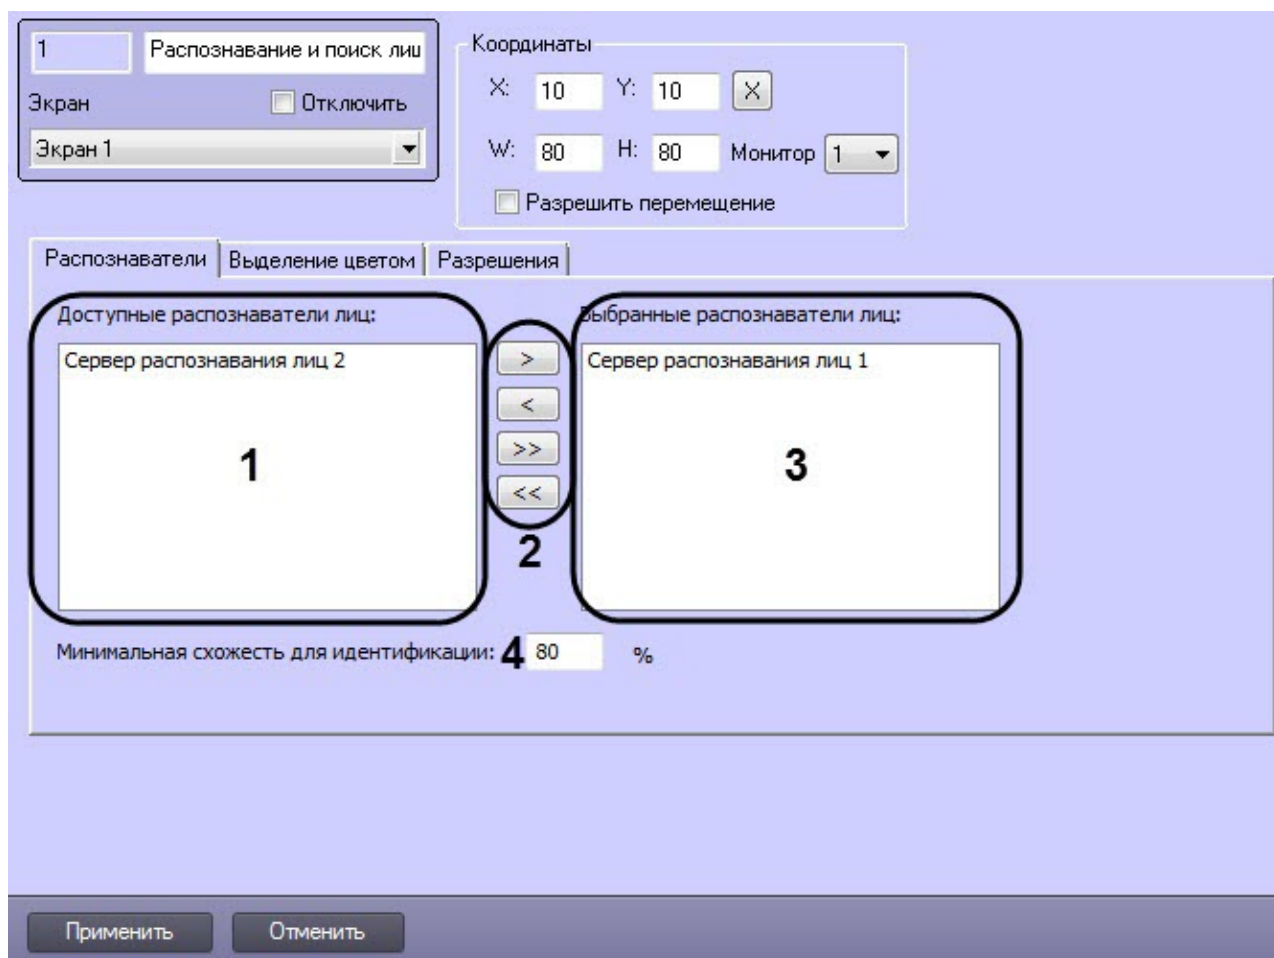 1 Распознавание и поиск лиц
Экран Отключить
Экран 1
Координаты
X: 10 Y: 10 X
W: 80 H: 80 Монитор 1
Разрешить перемещение
Распознаватели Выделение цветом Разрешения
Доступные распознаватели лиц: Выбранные распознаватели лиц:
Сервер распознавания лиц 2 > Сервер распознавания лиц 1
<
>>
1 3
<<
2
Минимальная схожесть для идентификации: 4 80 %
Применить Отменить